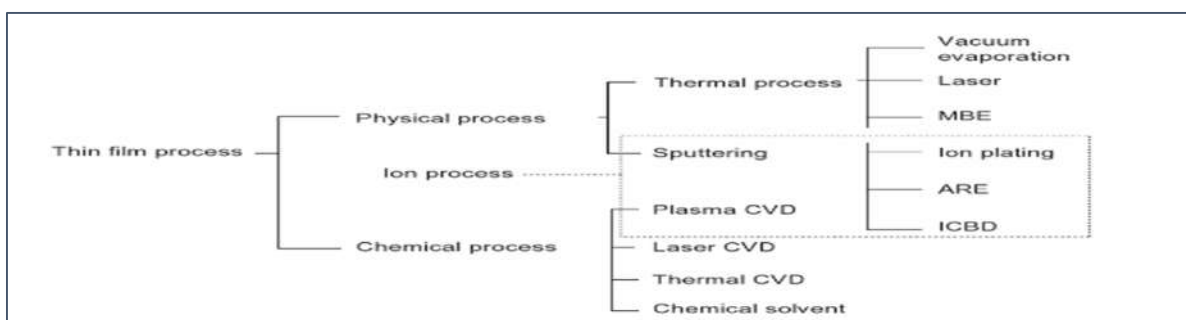 Vacuum
evaporation
Thermal process
Laser
Physical process
MBE
Thin film process
Sputtering
Ion plating
Ion process
ARE
Plasma CVD
ICBD
Chemical process
Laser CVD
Thermal CVD
Chemical solvent